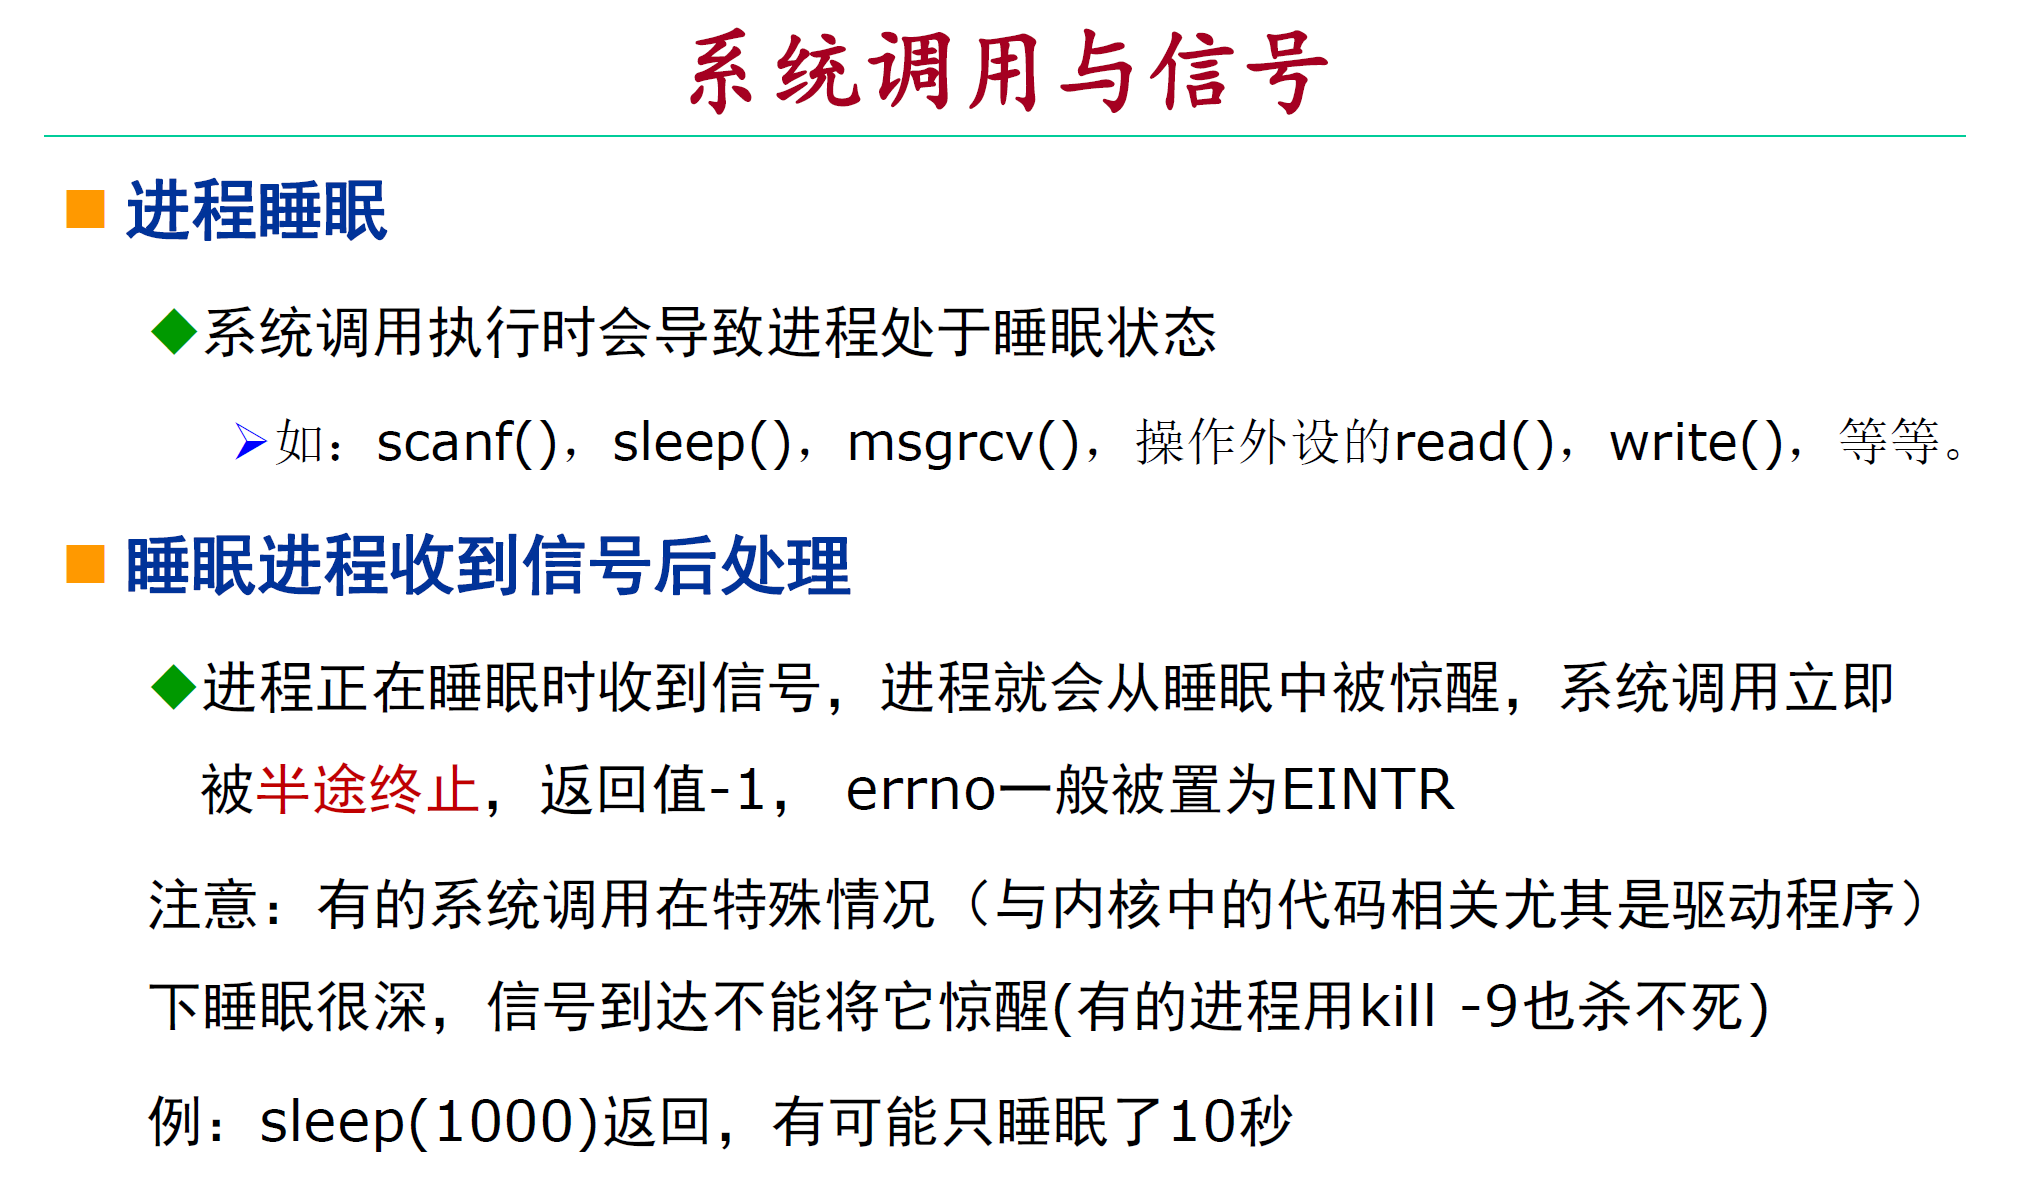 系统调用与信号
进程睡眠
系统调用执行时会导致进程处于睡眠状态
如：scanf()，sleep()，msgrcv()，操作外设的read()，write()，等等。
睡眠进程收到信号后处理
进程正在睡眠时收到信号，进程就会从睡眠中被惊醒，系统调用立即
被半途终止，返回值-1， errno一般被置为EINTR
注意：有的系统调用在特殊情况（与内核中的代码相关尤其是驱动程序）
下睡眠很深，信号到达不能将它惊醒(有的进程用kill -9也杀不死)
例：sleep(1000)返回，有可能只睡眠了10秒